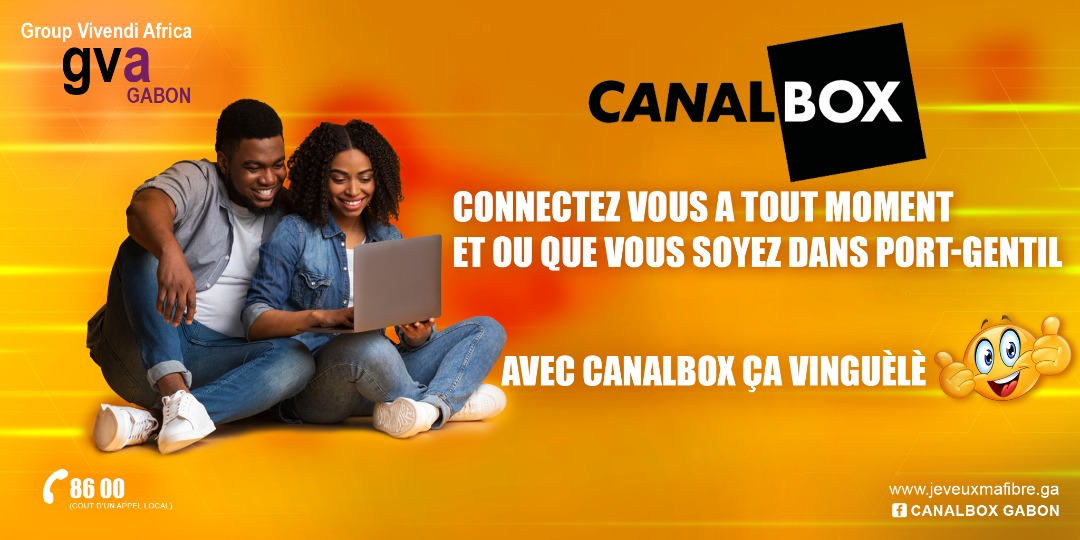 Group Vivendi Africa
gva
GABON
CANALBOX
CONNECTEZ VOUS A TOUT MOMENT
ET OU QUE VOUS SOYEZ DANS PORT-GENTIL
AVEC CANALBOX ÇA VINGUÈLÈ
86 00
(COUT D'UN APPEL LOCAL)
www.jeveuxmafibre.ga
CANALBOX GABON